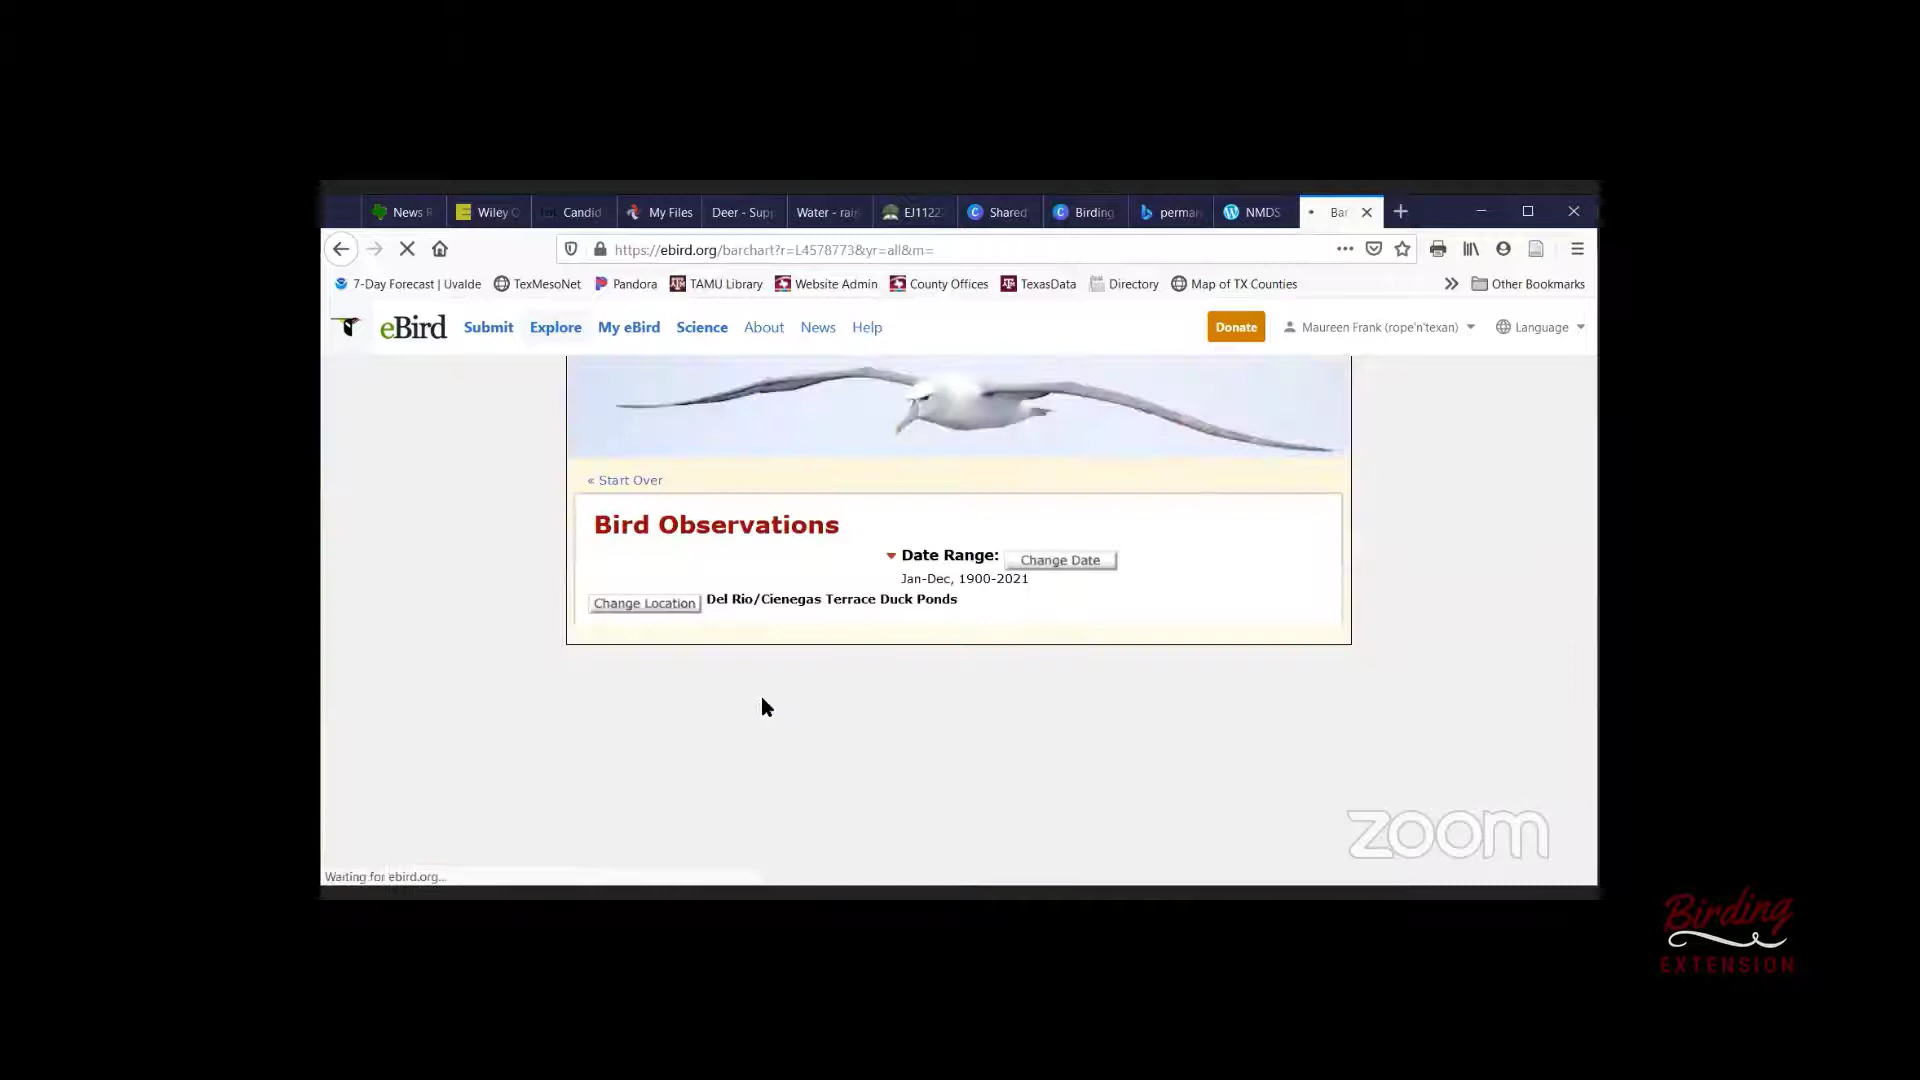 News Wiley Candid My Files Deer - Supp Water - rain EJ1122 Shared Birding perman NMDS Bar
https://ebird.org/barchart?r=L4578773&yr=all&m=
7-Day Forecast | Uvalde TexMesoNet Pandora TAMU Library Website Admin County Offices TexasData Directory Map of TX Counties Other Bookmarks
eBird Submit Explore My eBird Science About News Help Donate Maureen Frank (rope'n'texan) Language
« Start Over
Bird Observations
Date Range: Change Date
Jan-Dec, 1900-2021
Change Location Del Rio/Cienegas Terrace Duck Ponds
zoom
Waiting for ebird.org...
Birding
EXTENSION